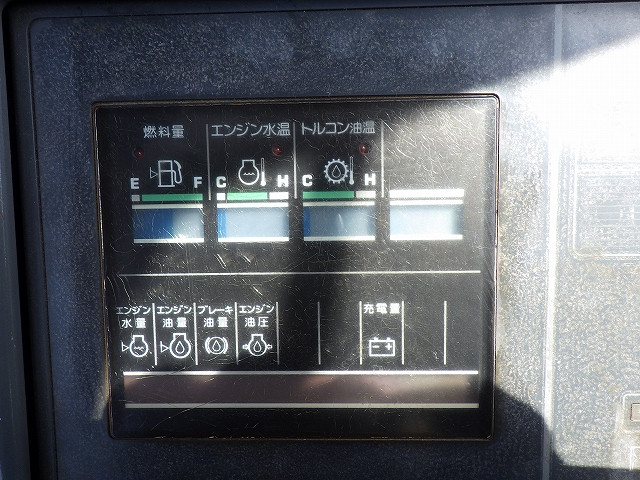 燃料量 エンジン水温 トルコン油温
E F C H C H
エンジン エンジン ブレーキ エンジン 充電量
水量 油量 油量 油圧